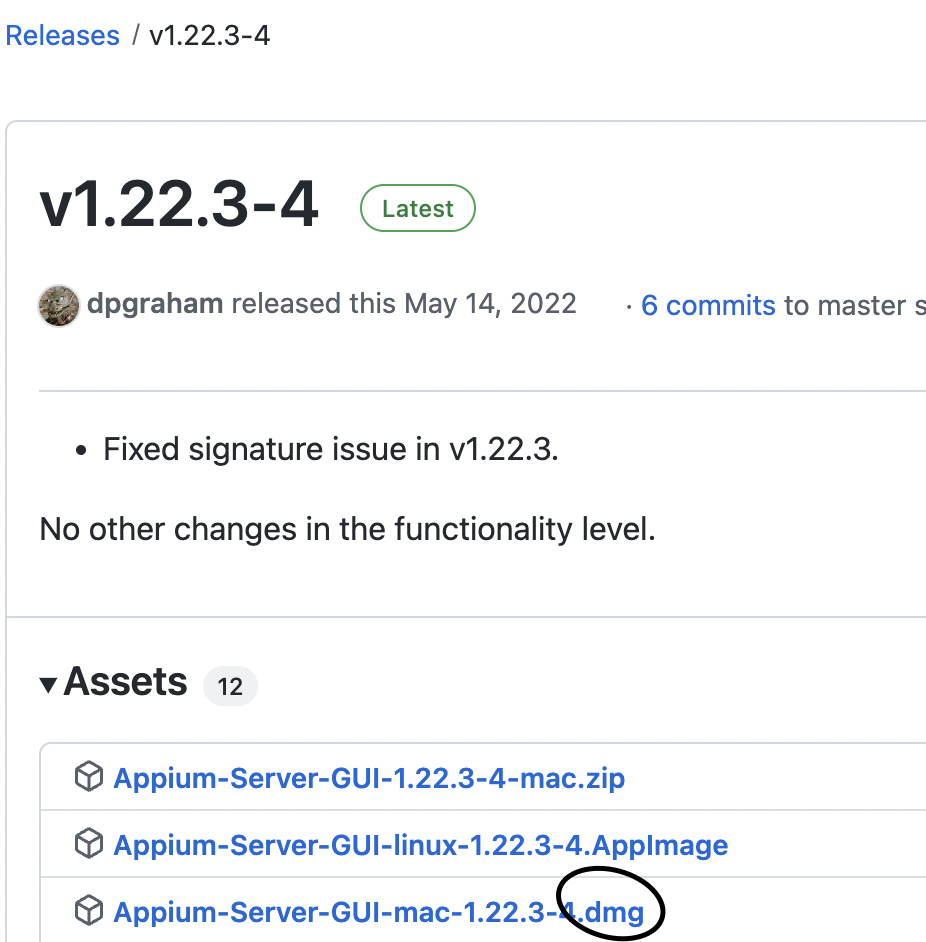 Releases / v1.22.3-4
v1.22.3-4 Latest
dpgraham released this May 14, 2022 · 6 commits to master s
• Fixed signature issue in v1.22.3.
No other changes in the functionality level.
▾ Assets 12
Appium-Server-GUI-1.22.3-4-mac.zip
Appium-Server-GUI-linux-1.22.3-4.AppImage
Appium-Server-GUI-mac-1.22.3-4.dmg